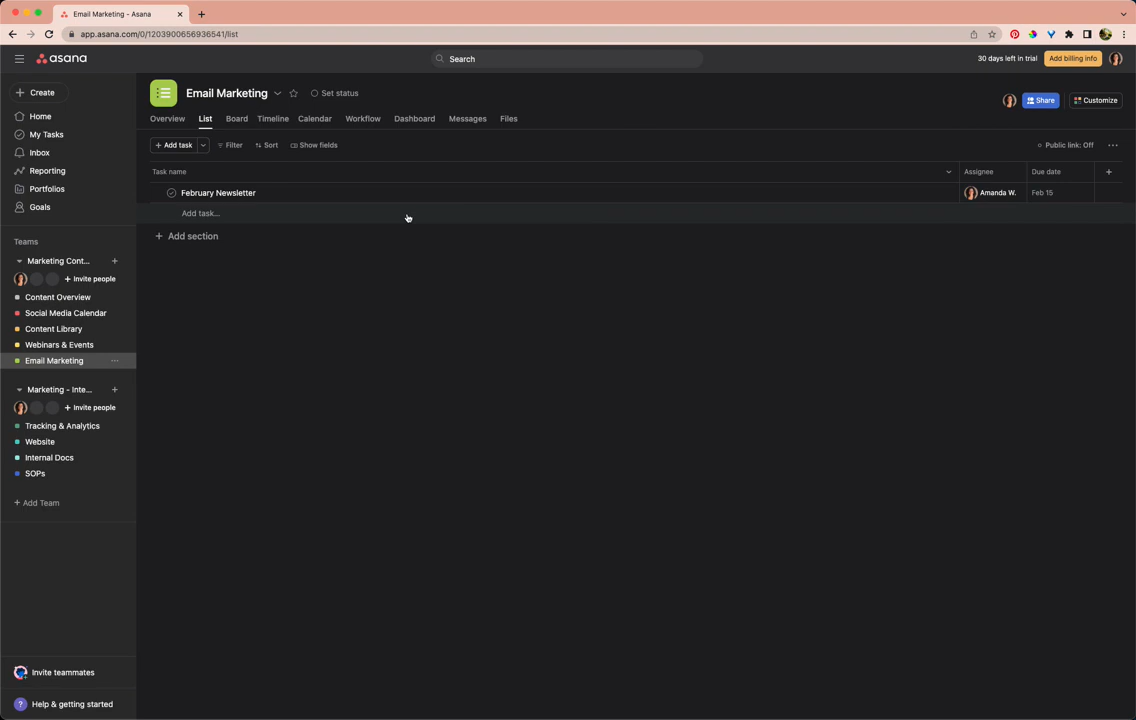 Email Marketing - Asana
app.asana.com/0/1203900656936541/list
asana
Search
30 days left in trial
Add billing info
Create
Email Marketing
Set status
Share
Customize
Overview
List
Board
Timeline
Calendar
Workflow
Dashboard
Messages
Files
Home
My Tasks
Inbox
Reporting
Portfolios
Goals
+ Add task
Filter
Sort
Show fields
Public link: Off
Task name
Assignee
Due date
February Newsletter
Amanda W.
Feb 15
Add task...
+ Add section
Teams
Marketing Cont...
+ Invite people
Content Overview
Social Media Calendar
Content Library
Webinars & Events
Email Marketing
Marketing - Inte...
+ Invite people
Tracking & Analytics
Website
Internal Docs
SOPs
+ Add Team
Invite teammates
? Help & getting started